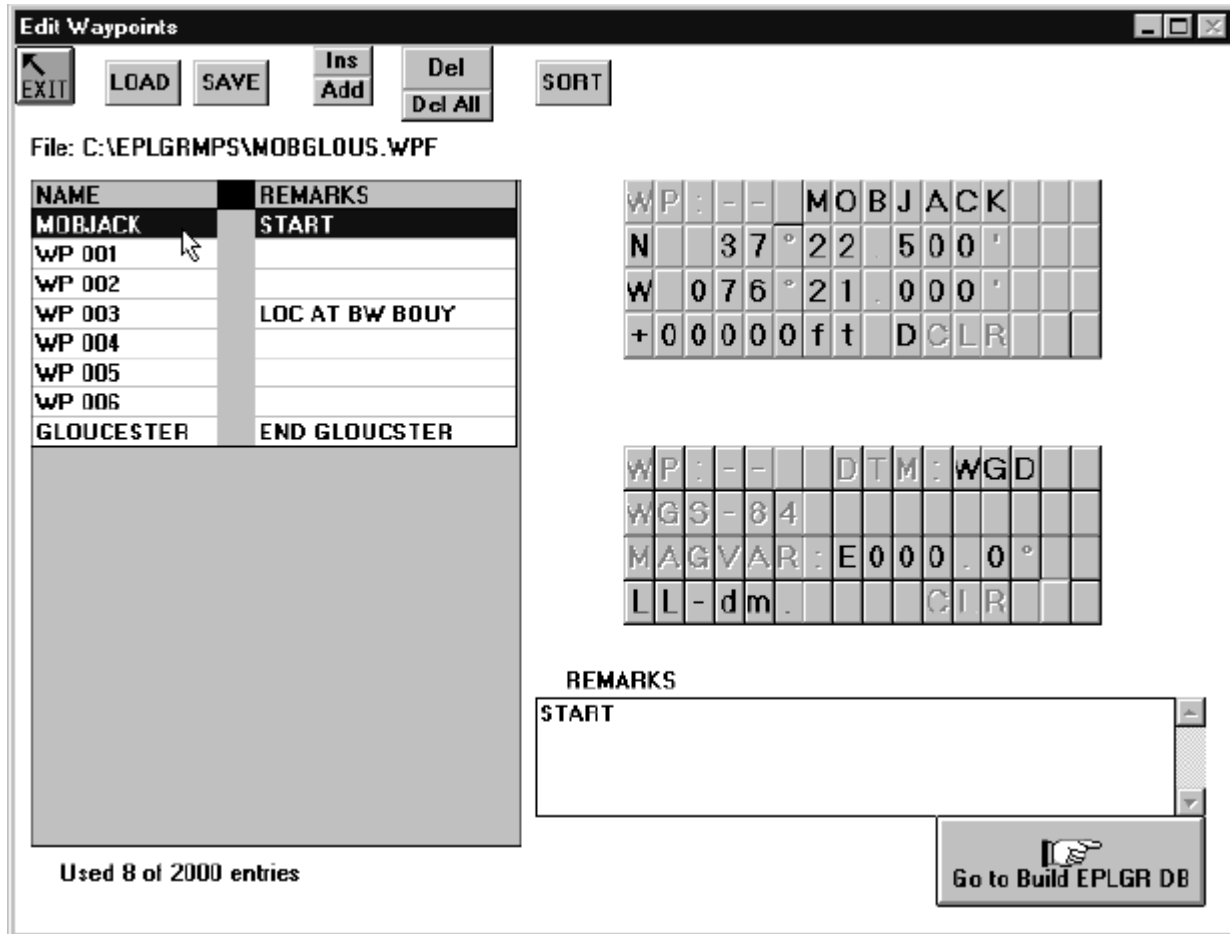 Edit Waypoints
EXIT LOAD SAVE Ins Add Del Del All SORT
File: C:\EPLGRMPS\MOBGLOUS.WPF
NAME REMARKS
MOBJACK START
WP 001
WP 002
WP 003 LOC AT BW BOUY
WP 004
WP 005
WP 006
GLOUCESTER END GLOUCSTER
Used 8 of 2000 entries
WP:-- _MOBJACK
N 37°22.500'
W 076°21.000'
+00000ft D CLR
WP:-- DTM:WGD
WGS-84
MAGVAR:E000.0°
LL-dm. CLR
REMARKS
START
Go to Build EPLGR DB